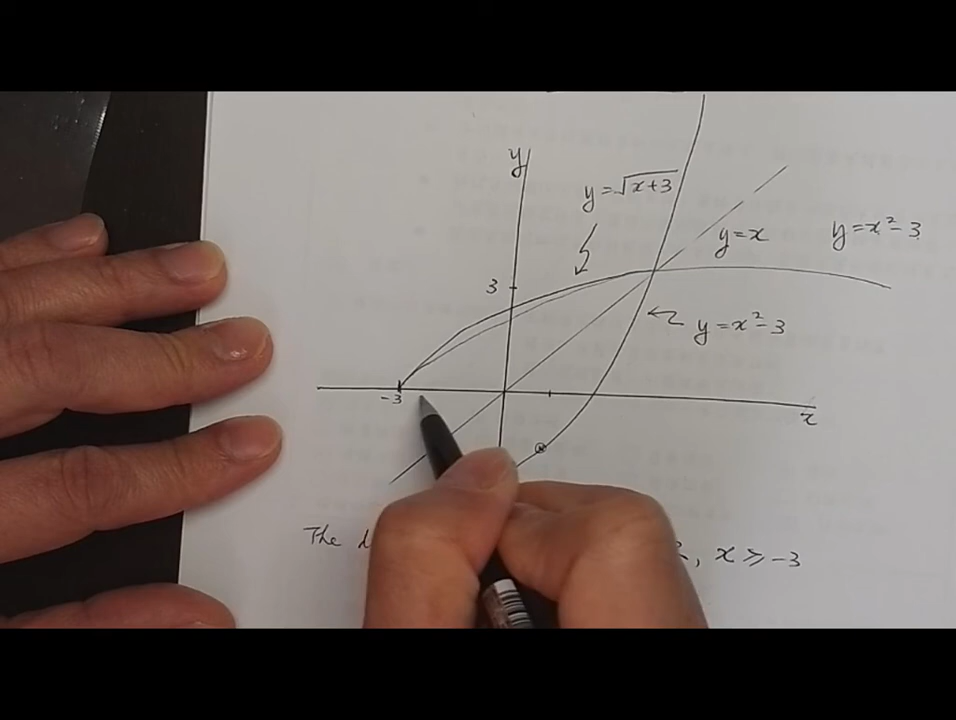 y
y=√x+3
y=x
y=x²-3
3
y=x²-3
-3
x
The
, x ≥ -3